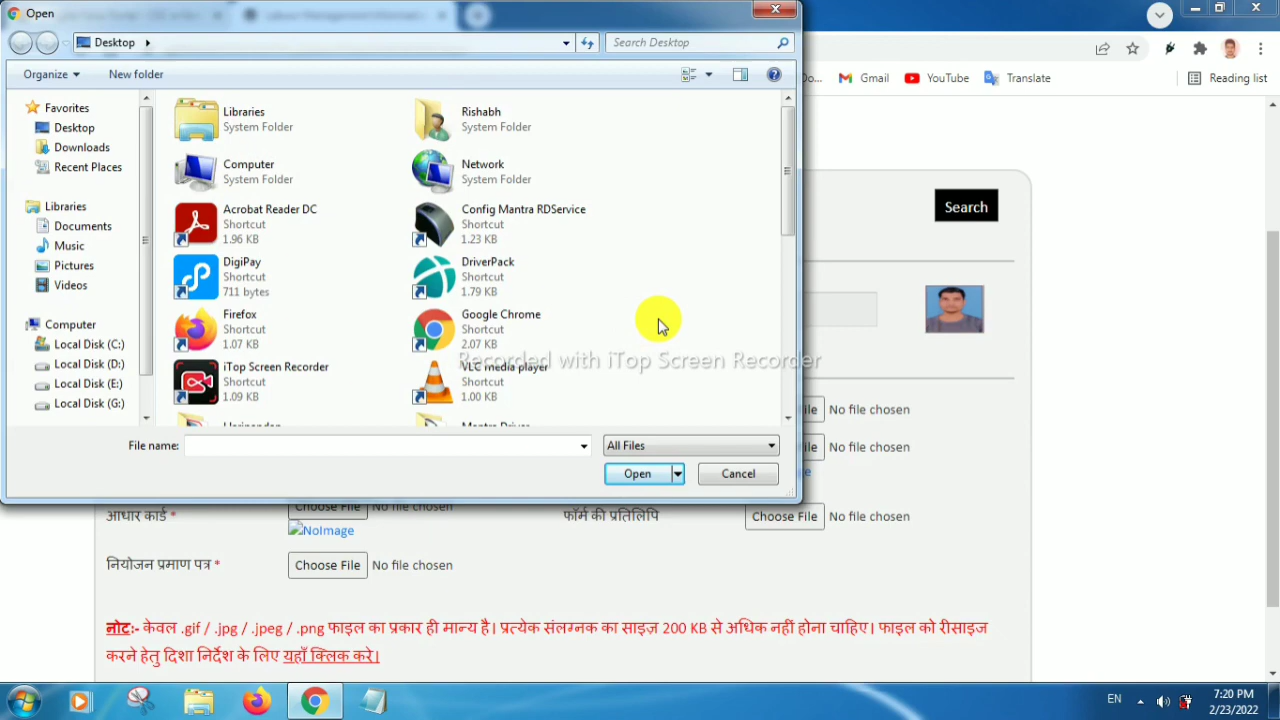 Open
Desktop
Search Desktop
Organize
New folder
Do...
Gmail
YouTube
Translate
Reading list
Favorites
Desktop
Downloads
Recent Places
Libraries
Documents
Music
Pictures
Videos
Computer
Local Disk (C:)
Local Disk (D:)
Local Disk (E:)
Local Disk (G:)
Libraries
System Folder
Rishabh
System Folder
Computer
System Folder
Network
System Folder
Acrobat Reader DC
Shortcut
1.96 KB
Config Mantra RDService
Shortcut
1.23 KB
DigiPay
Shortcut
711 bytes
DriverPack
Shortcut
1.79 KB
Firefox
Shortcut
1.07 KB
Google Chrome
Shortcut
2.07 KB
iTop Screen Recorder
Shortcut
1.09 KB
VLC media player
Shortcut
1.00 KB
Recorded with iTop Screen Recorder
File name:
All Files
Open
Cancel
Search
No file chosen
No file chosen
आधार कार्ड *
Choose File No file chosen
NoImage
फॉर्म की प्रतिलिपि
Choose File No file chosen
नियोजन प्रमाण पत्र *
Choose File No file chosen
नोट:- केवल .gif / .jpg / .jpeg / .png फाइल का प्रकार ही मान्य है। प्रत्येक संलग्नक का साइज़ 200 KB से अधिक नहीं होना चाहिए। फाइल को रीसाइज
करने हेतु दिशा निर्देश के लिए यहाँ क्लिक करे।
EN
7:20 PM
2/23/2022